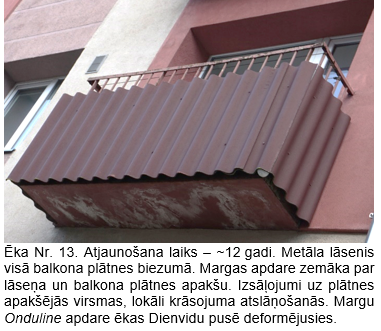 Ēka Nr. 13. Atjaunošana laiks – ~12 gadi. Metāla lāsenis
visā balkona plātnes biezumā. Margas apdare zemāka par
lāseņa un balkona plātnes apakšu. Izsāļojumi uz plātnes
apakšējās virsmas, lokāli krāsojuma atslāņošanās. Margu
Onduline apdare ēkas Dienvidu pusē deformējusies.